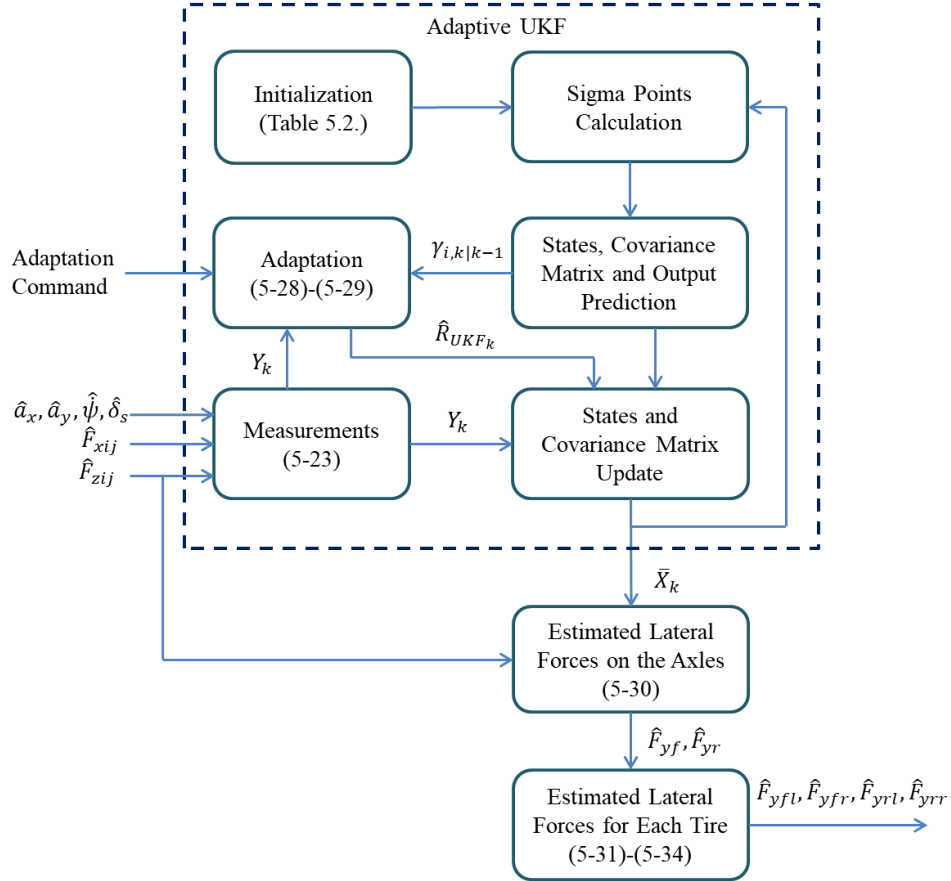 Adaptive UKF
Initialization
(Table 5.2.)
Sigma Points
Calculation
Adaptation
Command
Adaptation
(5-28)-(5-29)
γ_{i,k|k−1}
States, Covariance
Matrix and Output
Prediction
R̂_{UKF_k}
Y_k
â_x, â_y, ψ̇̂, δ̂_s
F̂_{xij}
F̂_{zij}
Measurements
(5-23)
Y_k
States and
Covariance Matrix
Update
X̄_k
Estimated Lateral
Forces on the Axles
(5-30)
F̂_{yf}, F̂_{yr}
Estimated Lateral
Forces for Each Tire
(5-31)-(5-34)
F̂_{yfl}, F̂_{yfr}, F̂_{yrl}, F̂_{yrr}